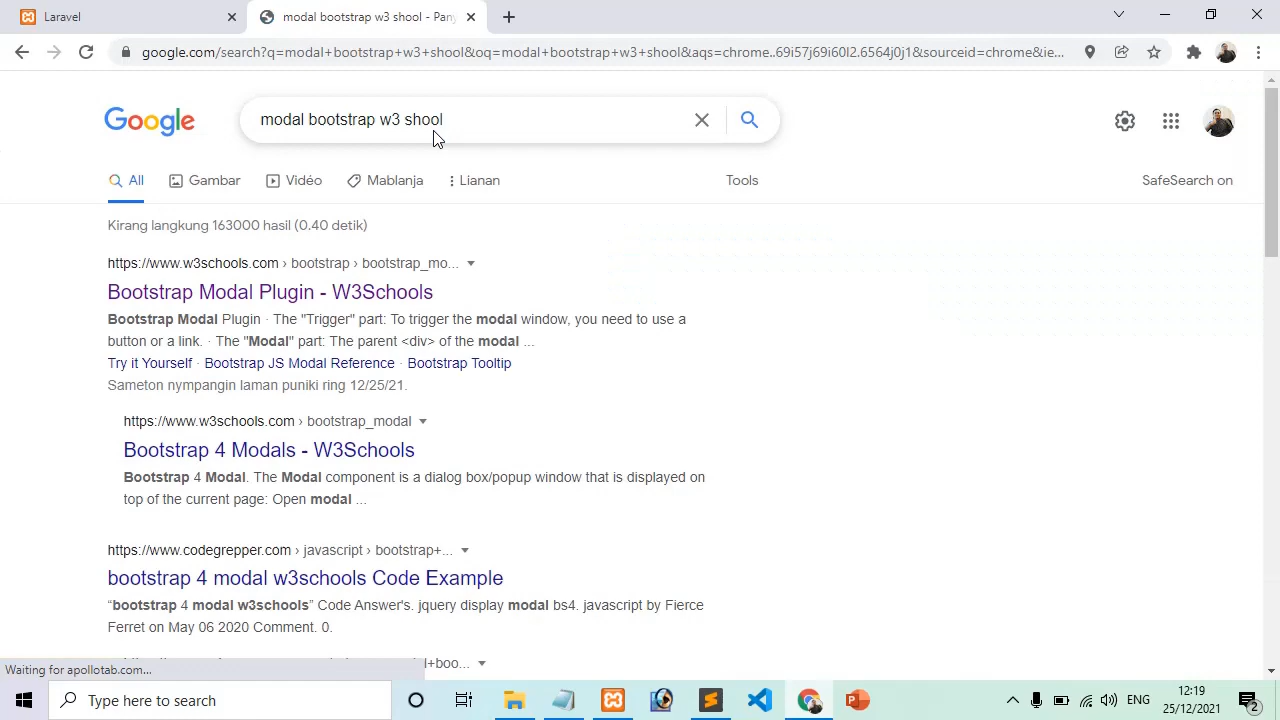 Laravel
modal bootstrap w3 shool - Pany
google.com/search?q=modal+bootstrap+w3+shool&oq=modal+bootstrap+w3+shool&aqs=chrome..69i57j69i60l2.6564j0j1&sourceid=chrome&ie...
Google
modal bootstrap w3 shool
All
Gambar
Vidéo
Mablanja
Lianan
Tools
SafeSearch on
Kirang langkung 163000 hasil (0.40 detik)
https://www.w3schools.com › bootstrap › bootstrap_mo...
Bootstrap Modal Plugin - W3Schools
Bootstrap Modal Plugin · The "Trigger" part: To trigger the modal window, you need to use a
button or a link. · The "Modal" part: The parent <div> of the modal ...
Try it Yourself · Bootstrap JS Modal Reference · Bootstrap Tooltip
Sameton nympangin laman puniki ring 12/25/21.
https://www.w3schools.com › bootstrap_modal
Bootstrap 4 Modals - W3Schools
Bootstrap 4 Modal. The Modal component is a dialog box/popup window that is displayed on
top of the current page: Open modal ...
https://www.codegrepper.com › javascript › bootstrap+...
bootstrap 4 modal w3schools Code Example
“bootstrap 4 modal w3schools” Code Answer's. jquery display modal bs4. javascript by Fierce
Ferret on May 06 2020 Comment. 0.
l+boo...
Waiting for apollotab.com...
Type here to search
ENG
12:19
25/12/2021
2